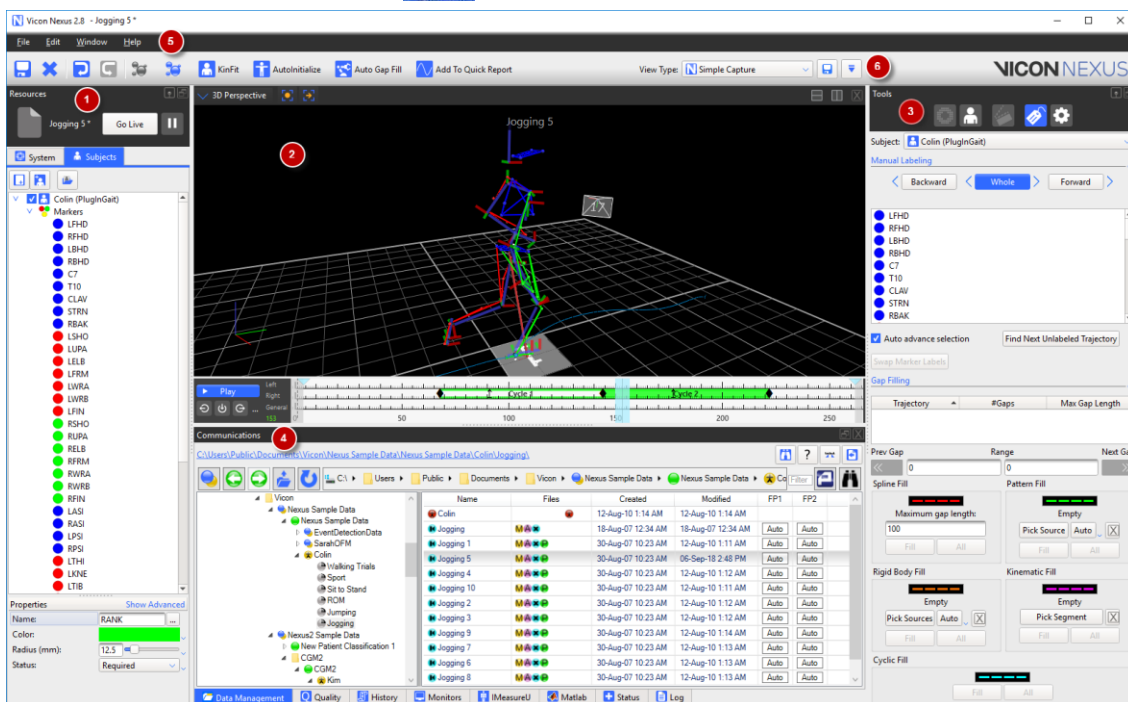 Vicon Nexus 2.8 - Jogging 5 *
File Edit Window Help 5
KinFit AutoInitialize Auto Gap Fill Add To Quick Report View Type: Simple Capture 6 VICON NEXUS
Resources
1
Jogging 5 * Go Live
System Subjects
Colin (PlugInGait)
Markers
LFHD
RFHD
LBHD
RBHD
C7
T10
CLAV
STRN
RBAK
LSHO
LUPA
LELB
LFRM
LWRA
LWRB
LFIN
RSHO
RUPA
RELB
RFRM
RWRA
RWRB
RFIN
LASI
RASI
LPSI
RPSI
LTHI
LKNE
LTIB
Properties Show Advanced
Name: RANK ...
Color:
Radius (mm): 12.5
Status: Required
3D Perspective
Jogging 5
2
Play
Left
Right
General
153
Cycle 2
50 100 150 200 250
Communications 4
C:\Users\Public\Documents\Vicon\Nexus Sample Data\Nexus Sample Data\Colin\Jogging\
C:\ Users Public Documents Vicon Nexus Sample Data Nexus Sample Data Co Filter
Vicon
Nexus Sample Data
Nexus Sample Data
EventDetectionData
SarahOFM
Colin
Walking Trials
Sport
Sit to Stand
ROM
Jumping
Jogging
Nexus2 Sample Data
New Patient Classification 1
CGM2
CGM2
Kim
Name Files Created Modified FP1 FP2
Colin 12-Aug-10 1:14 AM 12-Aug-10 1:14 AM
Jogging 18-Aug-07 12:34 AM 18-Aug-07 12:34 AM Auto Auto
Jogging 1 30-Aug-07 10:23 AM 12-Aug-10 1:11 AM Auto Auto
Jogging 5 30-Aug-07 10:23 AM 06-Sep-18 2:48 PM Auto Auto
Jogging 4 30-Aug-07 10:23 AM 12-Aug-10 1:12 AM Auto Auto
Jogging 10 30-Aug-07 10:23 AM 12-Aug-10 1:11 AM Auto Auto
Jogging 2 30-Aug-07 10:23 AM 12-Aug-10 1:12 AM Auto Auto
Jogging 3 30-Aug-07 10:23 AM 12-Aug-10 1:12 AM Auto Auto
Jogging 9 30-Aug-07 10:23 AM 12-Aug-10 1:14 AM Auto Auto
Jogging 7 30-Aug-07 10:23 AM 12-Aug-10 1:13 AM Auto Auto
Jogging 6 30-Aug-07 10:23 AM 12-Aug-10 1:13 AM Auto Auto
Jogging 8 30-Aug-07 10:23 AM 12-Aug-10 1:13 AM Auto Auto
Data Management Quality History Monitors IMeasureU Matlab Status Log
Tools
3
Subject: Colin (PlugInGait)
Manual Labeling
Backward Whole Forward
LFHD
RFHD
LBHD
RBHD
C7
T10
CLAV
STRN
RBAK
Auto advance selection Find Next Unlabeled Trajectory
Swap Marker Labels
Gap Filling
Trajectory #Gaps Max Gap Length
Prev Gap Range Next Ga
0 0
Spline Fill Pattern Fill
Maximum gap length: Empty
100 Pick Source Auto X
Fill All Fill All
Rigid Body Fill Kinematic Fill
Empty Empty
Pick Sources Auto X Pick Segment X
Fill All Fill All
Cyclic Fill
Fill All